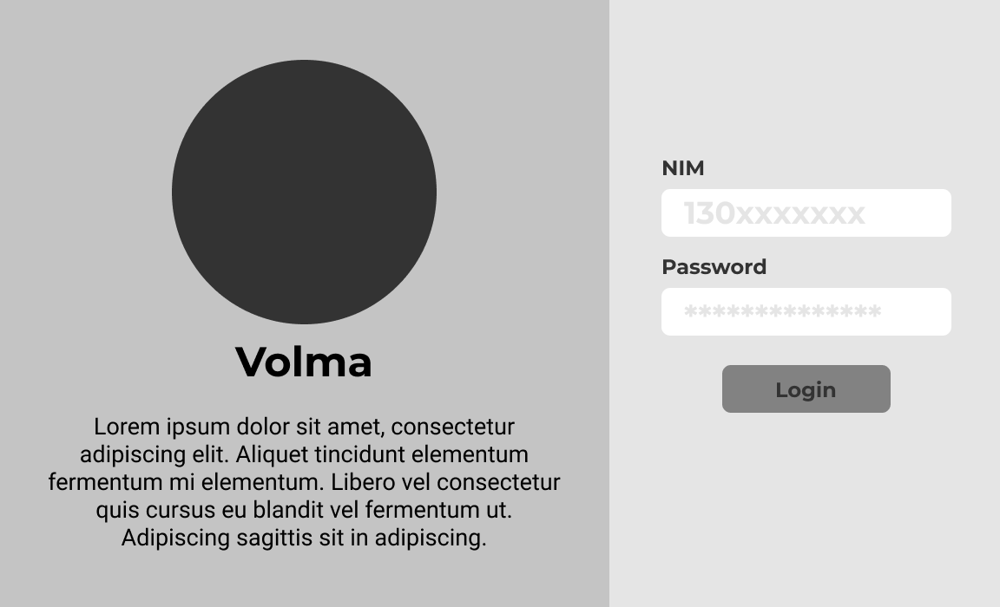 Volma
Lorem ipsum dolor sit amet, consectetur
adipiscing elit. Aliquet tincidunt elementum
fermentum mi elementum. Libero vel consectetur
quis cursus eu blandit vel fermentum ut.
Adipiscing sagittis sit in adipiscing.
NIM
130xxxxxxx
Password
**************
Login